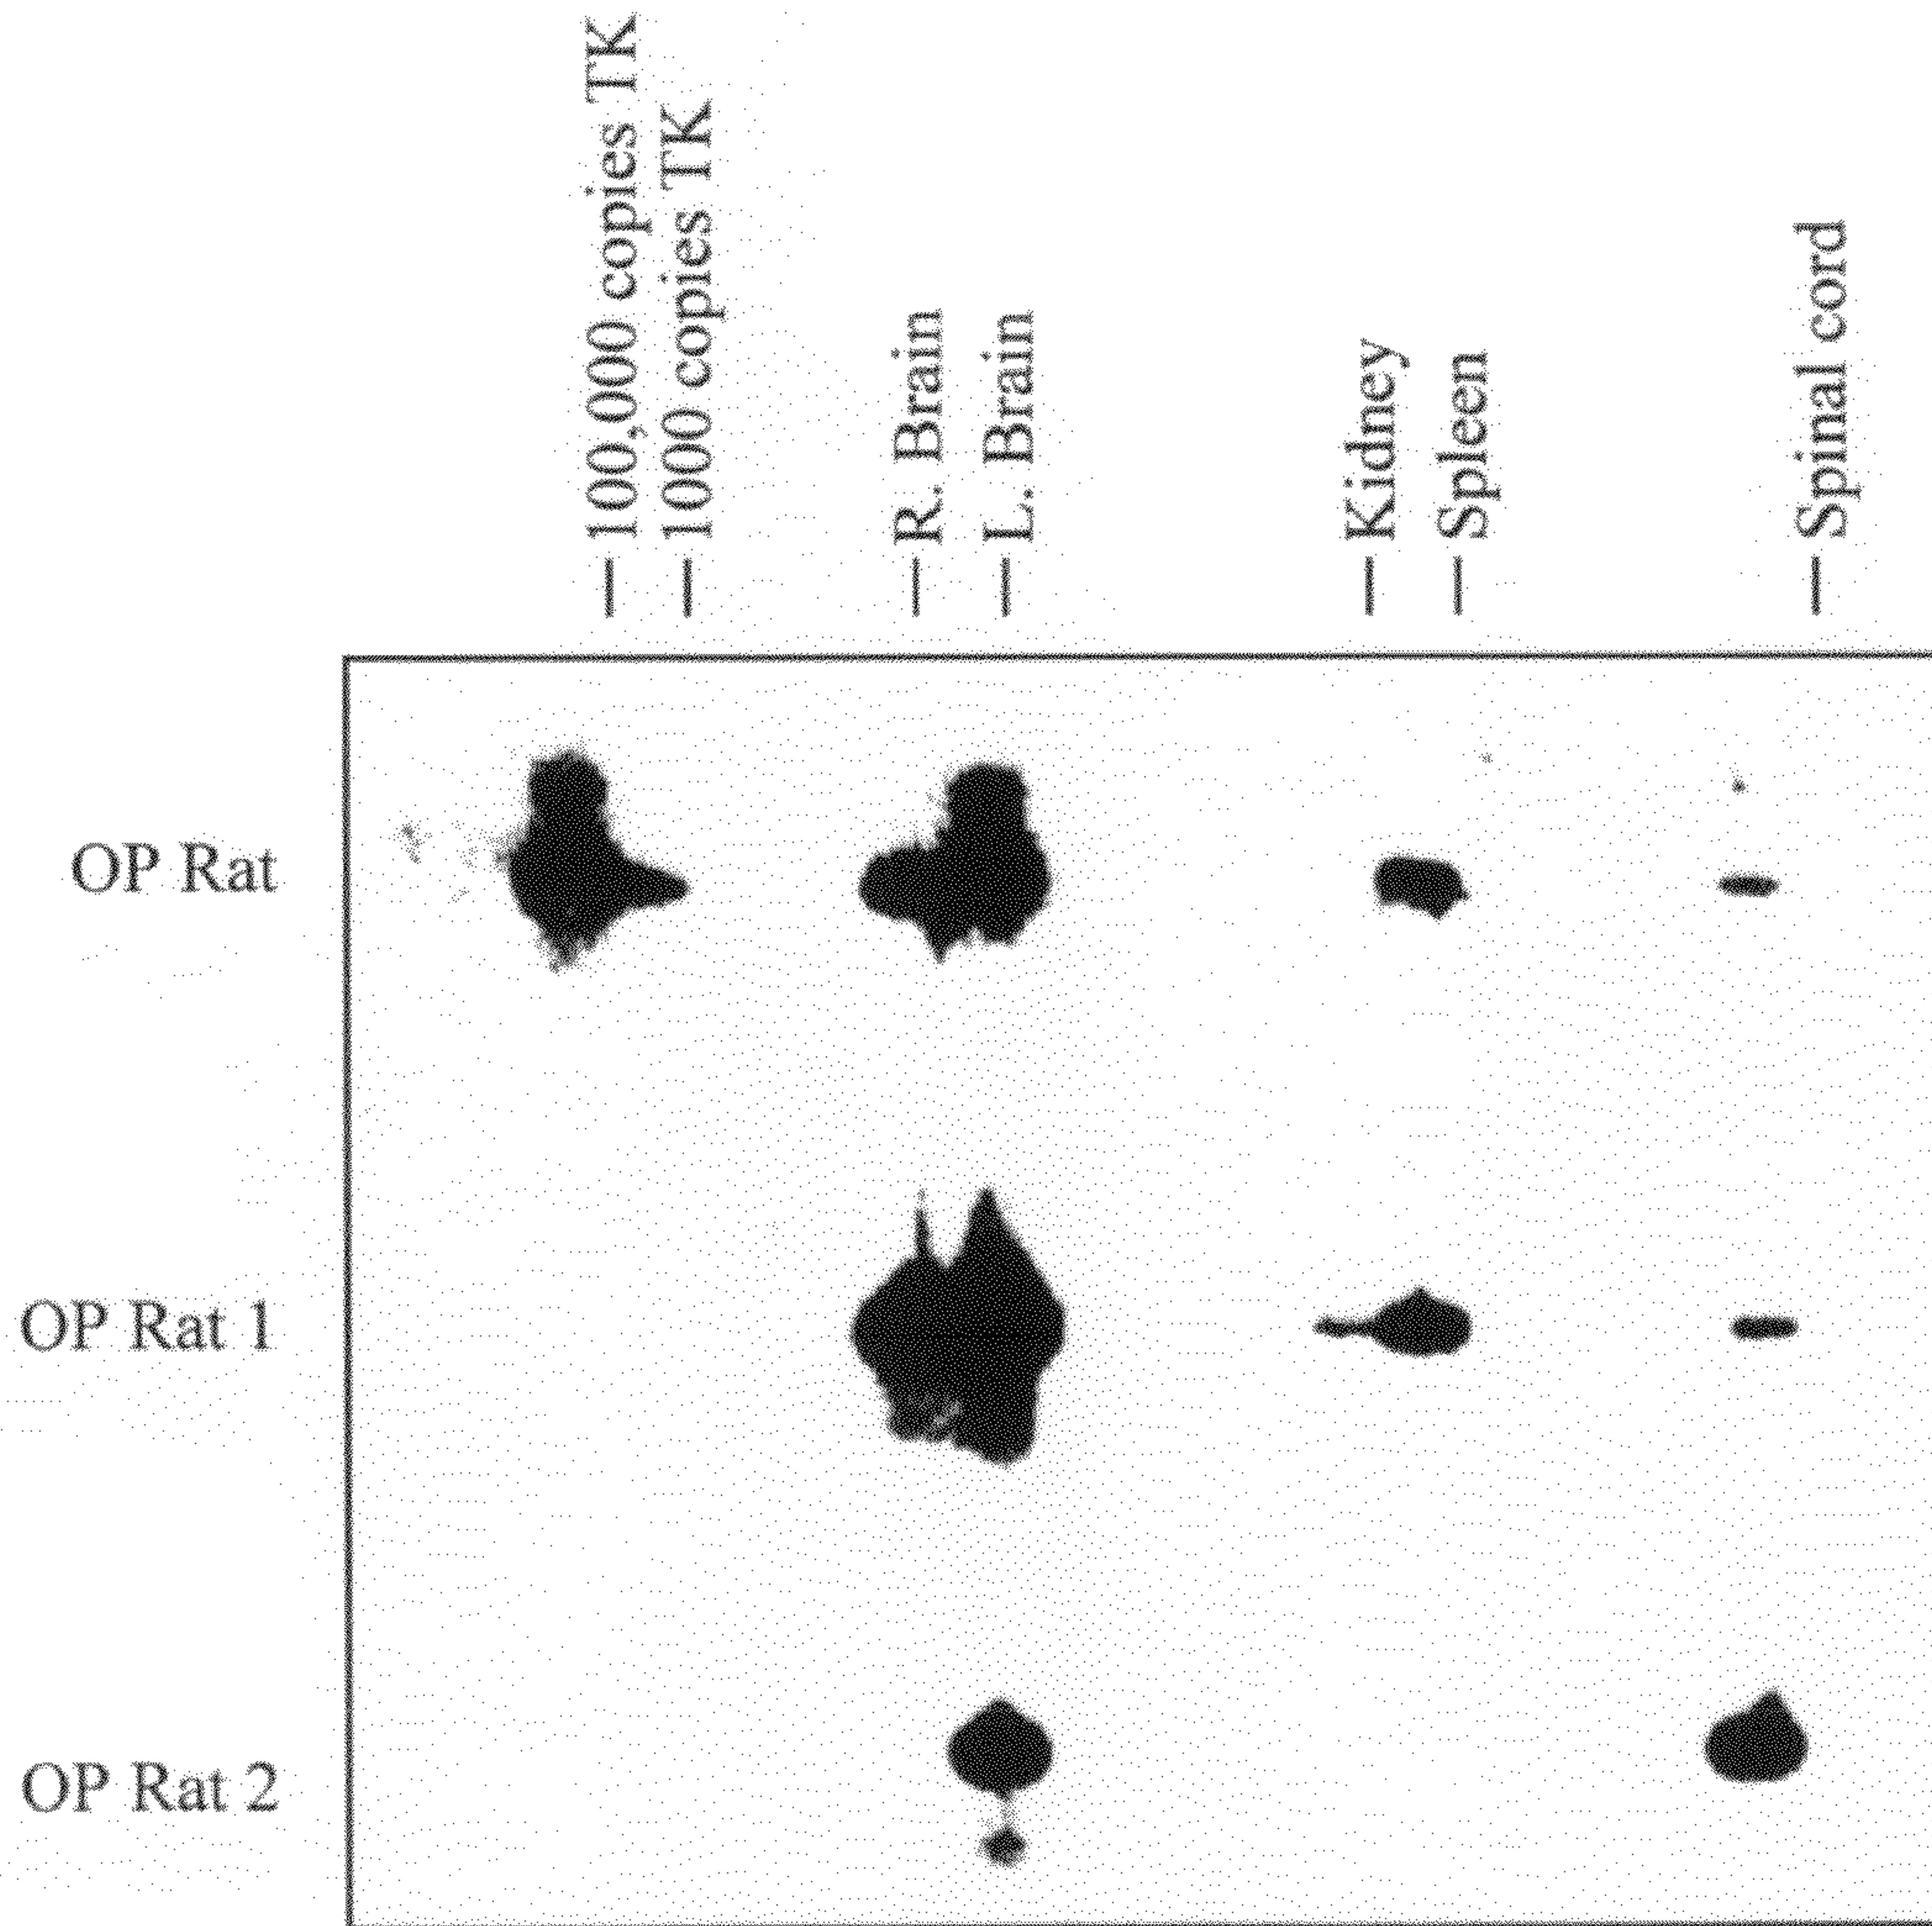 100,000 copies TK
1000 copies TK
R. Brain
L. Brain
Kidney
Spleen
Spinal cord
OP Rat
OP Rat 1
OP Rat 2